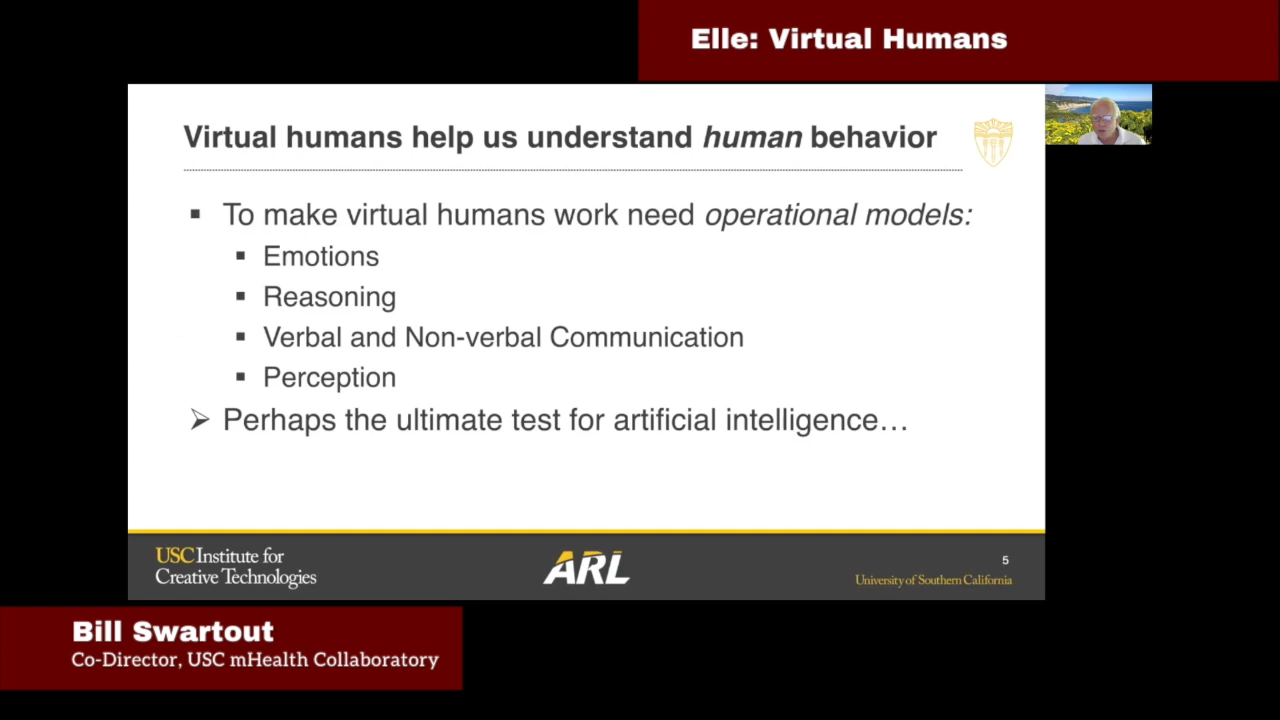 Elle: Virtual Humans
Virtual humans help us understand human behavior
To make virtual humans work need operational models:
Emotions
Reasoning
Verbal and Non-verbal Communication
Perception
Perhaps the ultimate test for artificial intelligence…
USC Institute for
Creative Technologies
ARL
5
University of Southern California
Bill Swartout
Co-Director, USC mHealth Collaboratory